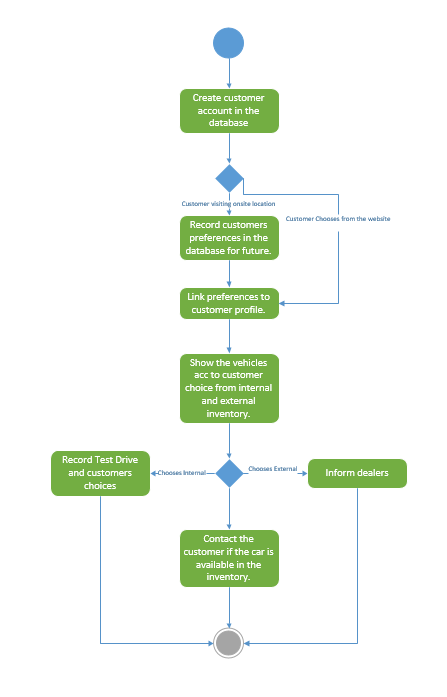 Create customer
account in the
database
Customer visiting onsite location
Customer Chooses from the website
Record customers
preferences in the
database for future.
Link preferences to
customer profile.
Show the vehicles
acc to customer
choice from internal
and external
inventory.
Record Test Drive
and customers
choices
Chooses Internal
Chooses External
Inform dealers
Contact the
customer if the car is
available in the
inventory.